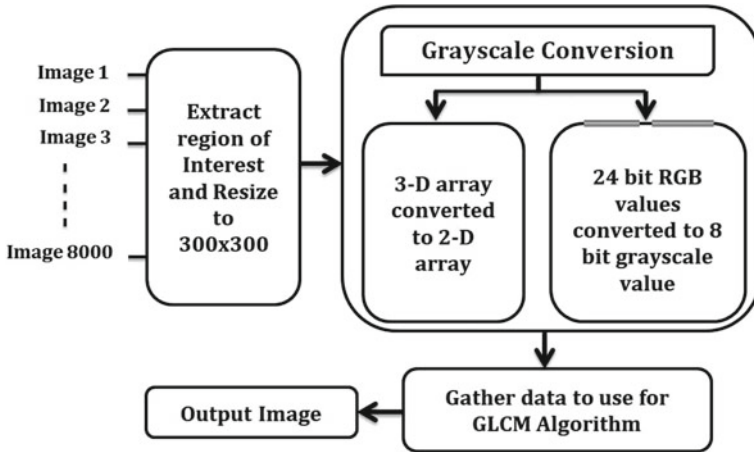 Image 1
Image 2
Image 3
Image 8000
Extract
region of
Interest
and Resize
to
300x300
Grayscale Conversion
3-D array
converted
to 2-D
array
24 bit RGB
values
converted to 8
bit grayscale
value
Gather data to use for
GLCM Algorithm
Output Image